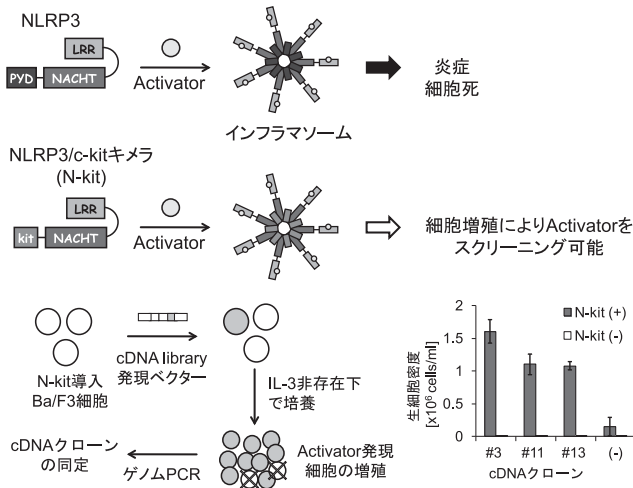 NLRP3
LRR
PYD
NACHT
Activator
インフラマソーム
炎症
細胞死
NLRP3/c-kitキメラ
(N-kit)
LRR
kit
NACHT
Activator
細胞増殖によりActivatorを
スクリーニング可能
N-kit導入
Ba/F3細胞
cDNA library
発現ベクター
IL-3非存在下
で培養
Activator発現
細胞の増殖
ゲノムPCR
cDNAクローン
の同定
生細胞密度
[x10⁶ cells/ml]
2
1.5
1
0.5
0
N-kit (+)
N-kit (-)
#3
#11
#13
(-)
cDNAクローン